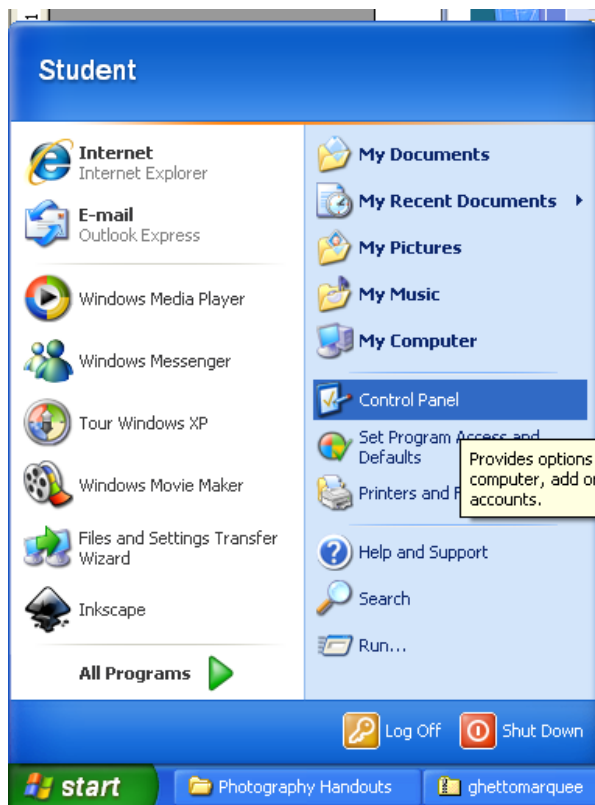 Student
Internet
Internet Explorer
E-mail
Outlook Express
Windows Media Player
Windows Messenger
Tour Windows XP
Windows Movie Maker
Files and Settings Transfer
Wizard
Inkscape
All Programs
My Documents
My Recent Documents
My Pictures
My Music
My Computer
Control Panel
Set Program Access and
Defaults
Printers and
Provides options
computer, add or
accounts.
Help and Support
Search
Run...
Log Off
Shut Down
start
Photography Handouts
ghettomarquee